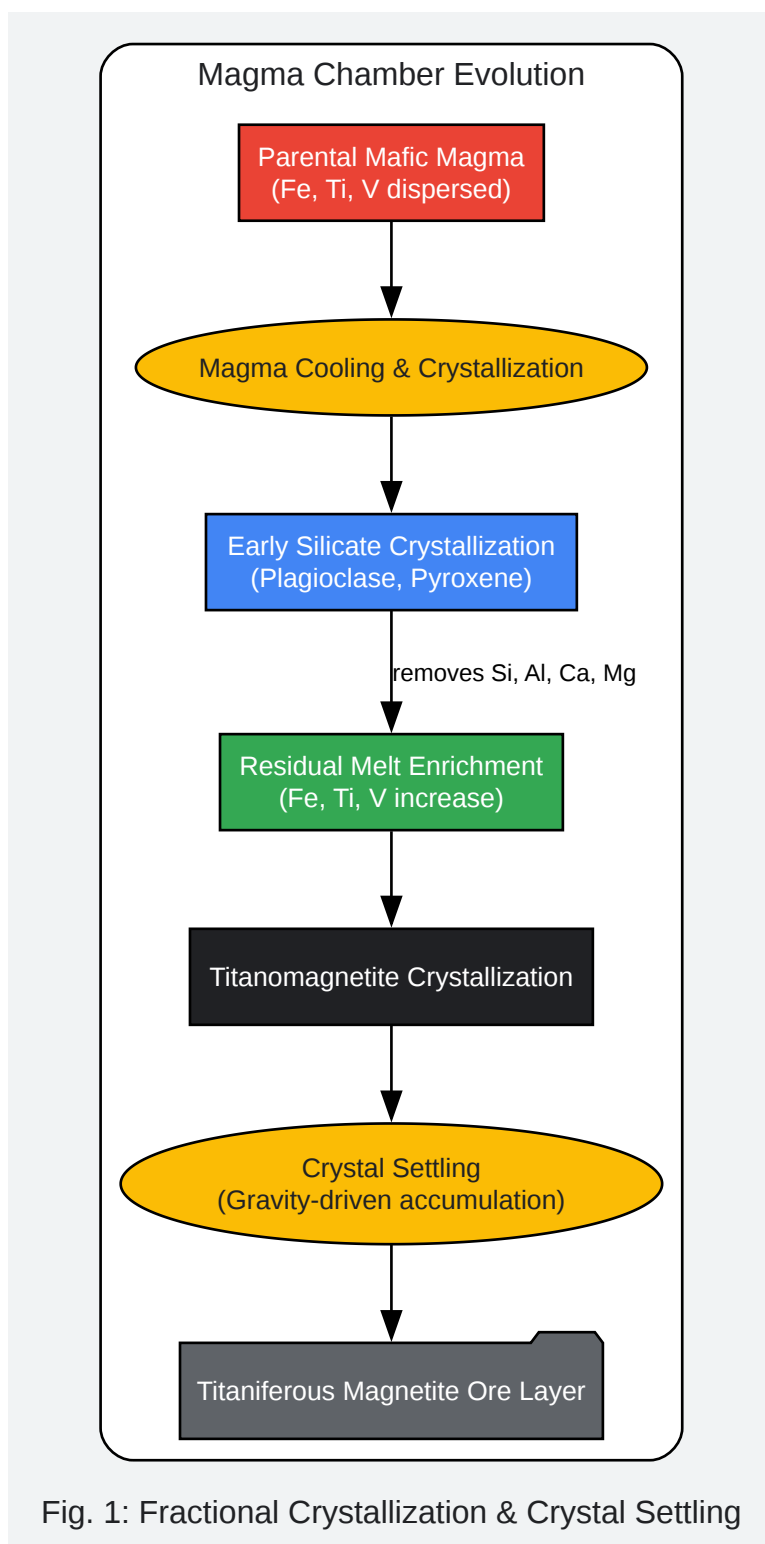 Magma Chamber Evolution
Parental Mafic Magma
(Fe, Ti, V dispersed)
Magma Cooling & Crystallization
Early Silicate Crystallization
(Plagioclase, Pyroxene)
removes Si, Al, Ca, Mg
Residual Melt Enrichment
(Fe, Ti, V increase)
Titanomagnetite Crystallization
Crystal Settling
(Gravity-driven accumulation)
Titaniferous Magnetite Ore Layer
Fig. 1: Fractional Crystallization & Crystal Settling